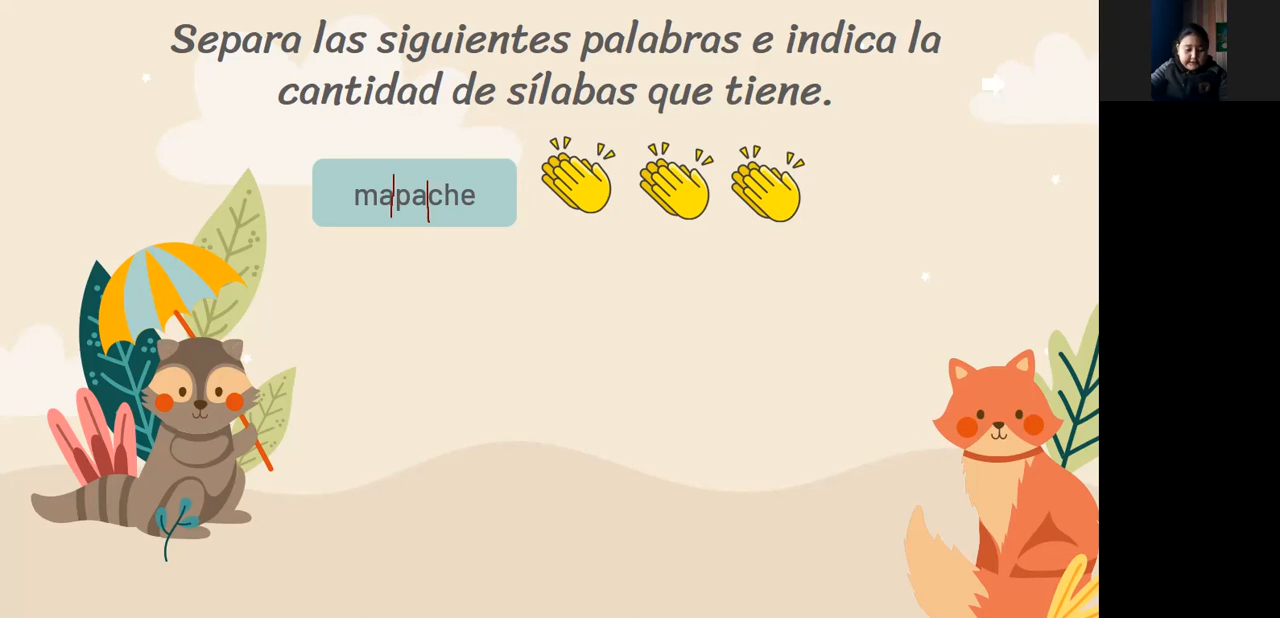 Separa las siguientes palabras e indica la
cantidad de sílabas que tiene.
mapache